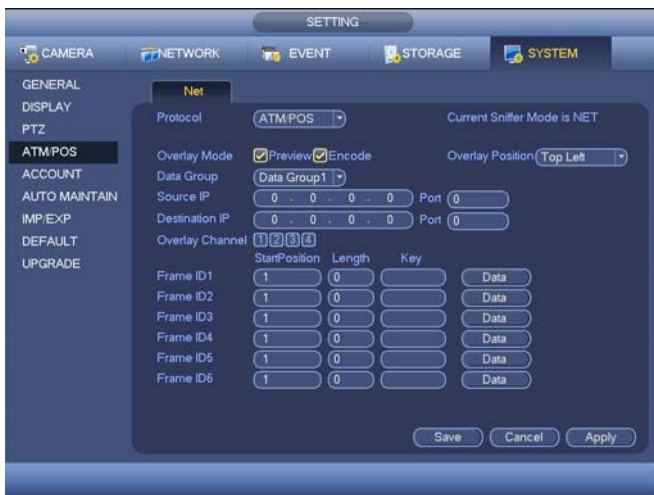 SETTING
CAMERA NETWORK EVENT STORAGE SYSTEM
GENERAL
DISPLAY
PTZ
ATM/POS
ACCOUNT
AUTO MAINTAIN
IMP/EXP
DEFAULT
UPGRADE
Net
Protocol ATM/POS Current Sniffer Mode is NET
Overlay Mode Preview Encode Overlay Position Top Left
Data Group Data Group1
Source IP 0 . 0 . 0 . 0 Port 0
Destination IP 0 . 0 . 0 . 0 Port 0
Overlay Channel 1 2 3 4
StartPosition Length Key
Frame ID1 1 0 Data
Frame ID2 1 0 Data
Frame ID3 1 0 Data
Frame ID4 1 0 Data
Frame ID5 1 0 Data
Frame ID6 1 0 Data
Save Cancel Apply